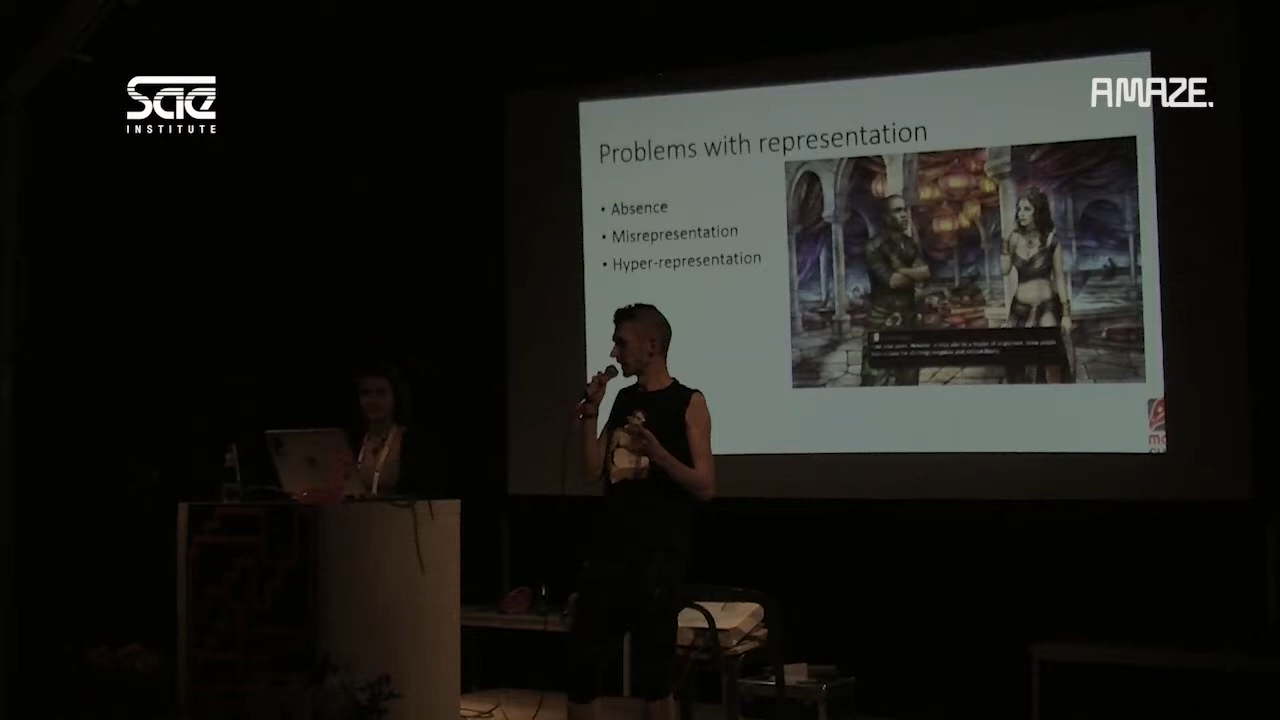 Sae
INSTITUTE
AMAZE.
Problems with representation
• Absence
• Misrepresentation
• Hyper-representation